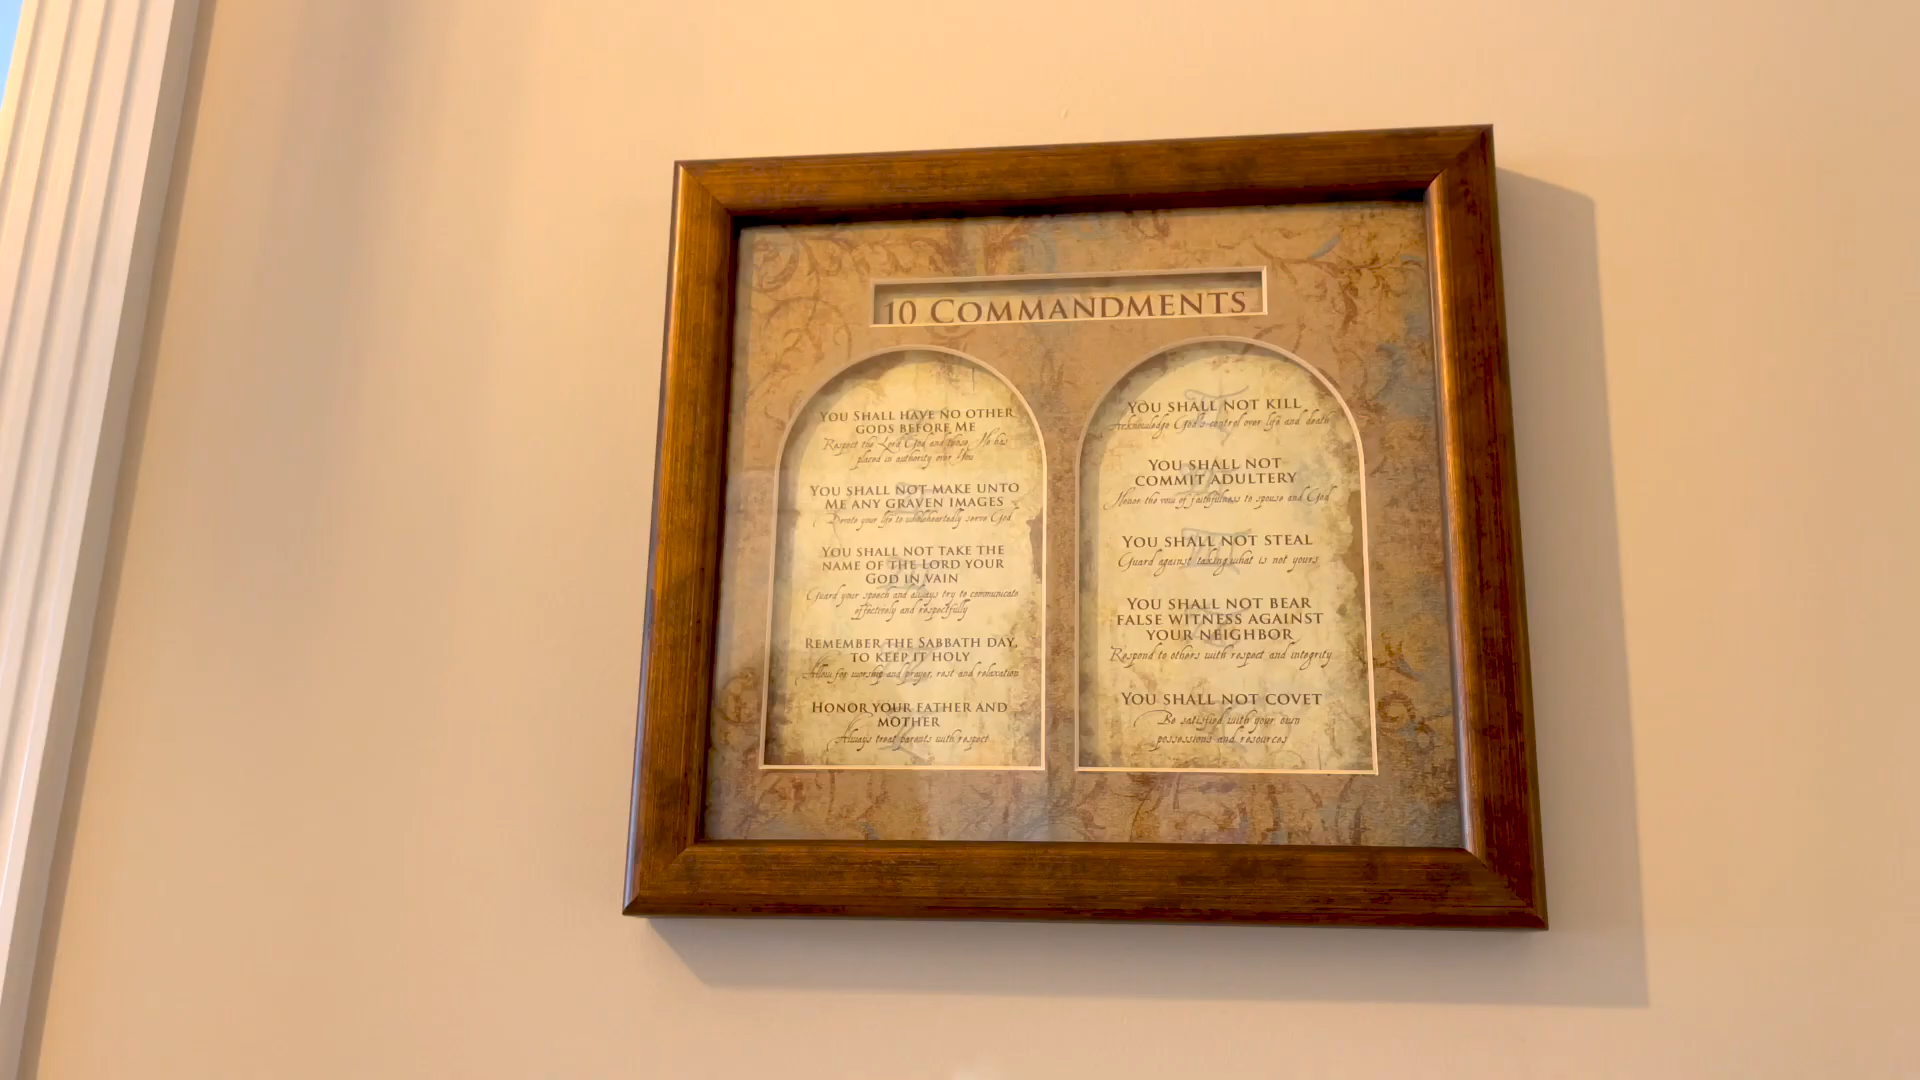 10 COMMANDMENTS
YOU SHALL HAVE NO OTHER
GODS BEFORE ME
Respect the Lord God and those He has
placed in authority over You
YOU SHALL NOT MAKE UNTO
ME ANY GRAVEN IMAGES
Devote your life to wholeheartedly serve God
YOU SHALL NOT TAKE THE
NAME OF THE LORD YOUR
GOD IN VAIN
Guard your speech and always try to communicate
effectively and respectfully
REMEMBER THE SABBATH DAY,
TO KEEP IT HOLY
Allow for worship and prayer, rest and relaxation
HONOR YOUR FATHER AND
MOTHER
Always treat parents with respect
YOU SHALL NOT KILL
Acknowledge God's control over life and death
YOU SHALL NOT
COMMIT ADULTERY
Honor the vow of faithfulness to spouse and God
YOU SHALL NOT STEAL
Guard against taking what is not yours
YOU SHALL NOT BEAR
FALSE WITNESS AGAINST
YOUR NEIGHBOR
Respond to others with respect and integrity
YOU SHALL NOT COVET
Be satisfied with your own
possessions and resources